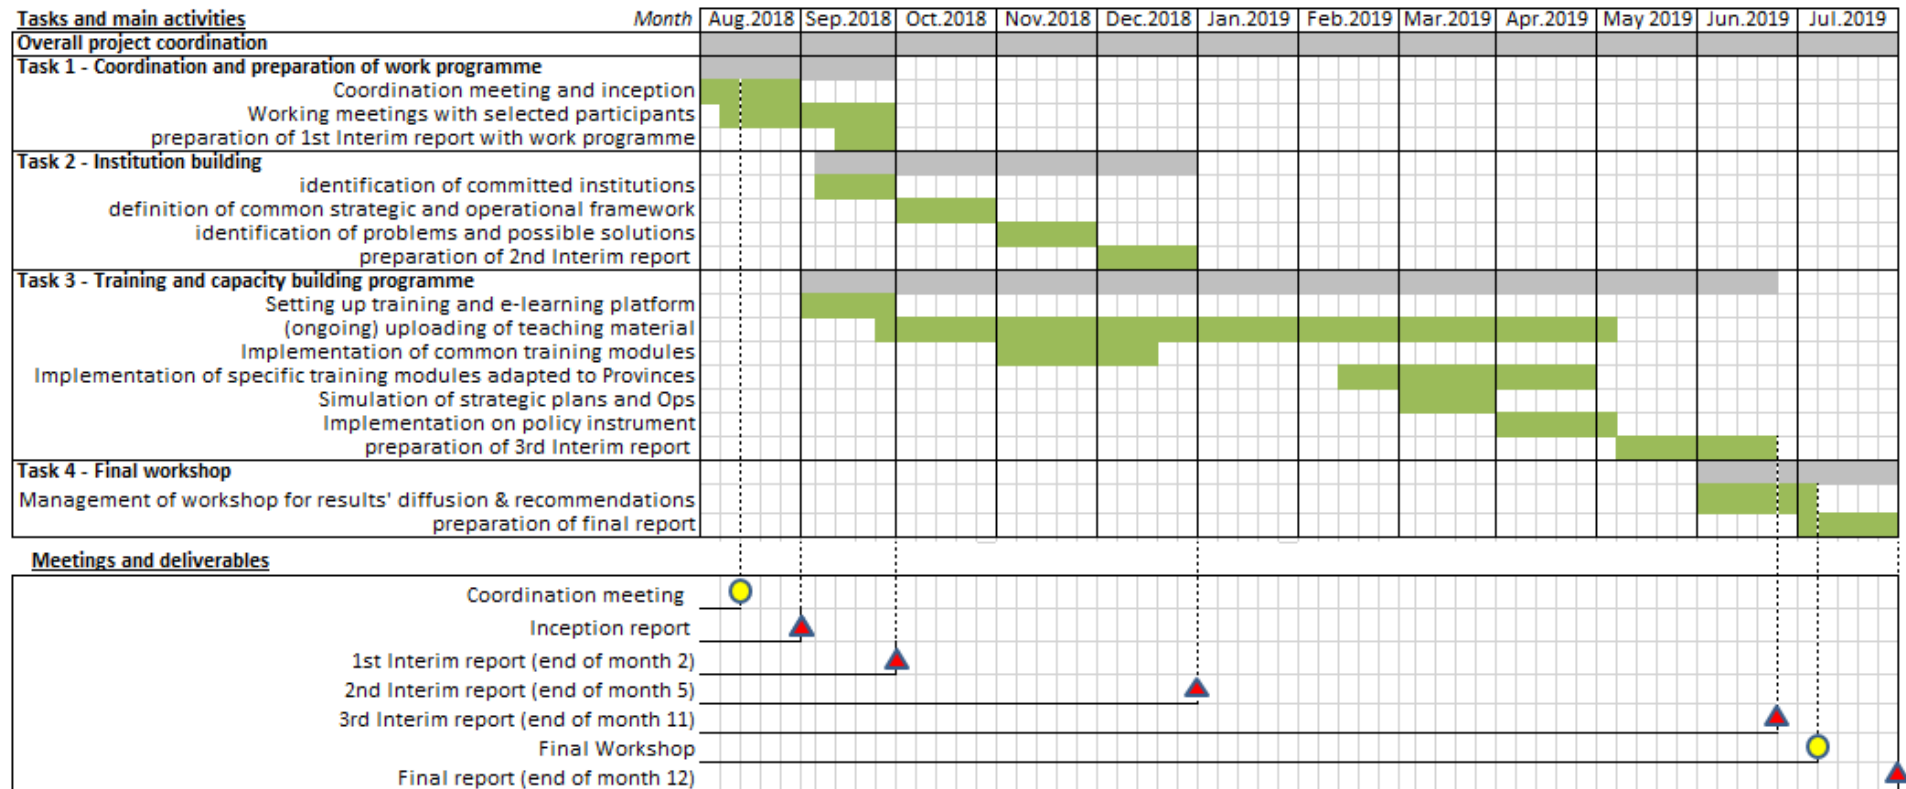 Tasks and main activities Month Aug.2018 Sep.2018 Oct.2018 Nov.2018 Dec.2018 Jan.2019 Feb.2019 Mar.2019 Apr.2019 May 2019 Jun.2019 Jul.2019
Overall project coordination
Task 1 - Coordination and preparation of work programme
Coordination meeting and inception
Working meetings with selected participants
preparation of 1st Interim report with work programme
Task 2 - Institution building
identification of committed institutions
definition of common strategic and operational framework
identification of problems and possible solutions
preparation of 2nd Interim report
Task 3 - Training and capacity building programme
Setting up training and e-learning platform
(ongoing) uploading of teaching material
Implementation of common training modules
Implementation of specific training modules adapted to Provinces
Simulation of strategic plans and Ops
Implementation on policy instrument
preparation of 3rd Interim report
Task 4 - Final workshop
Management of workshop for results' diffusion & recommendations
preparation of final report
Meetings and deliverables
Coordination meeting
Inception report
1st Interim report (end of month 2)
2nd Interim report (end of month 5)
3rd Interim report (end of month 11)
Final Workshop
Final report (end of month 12)